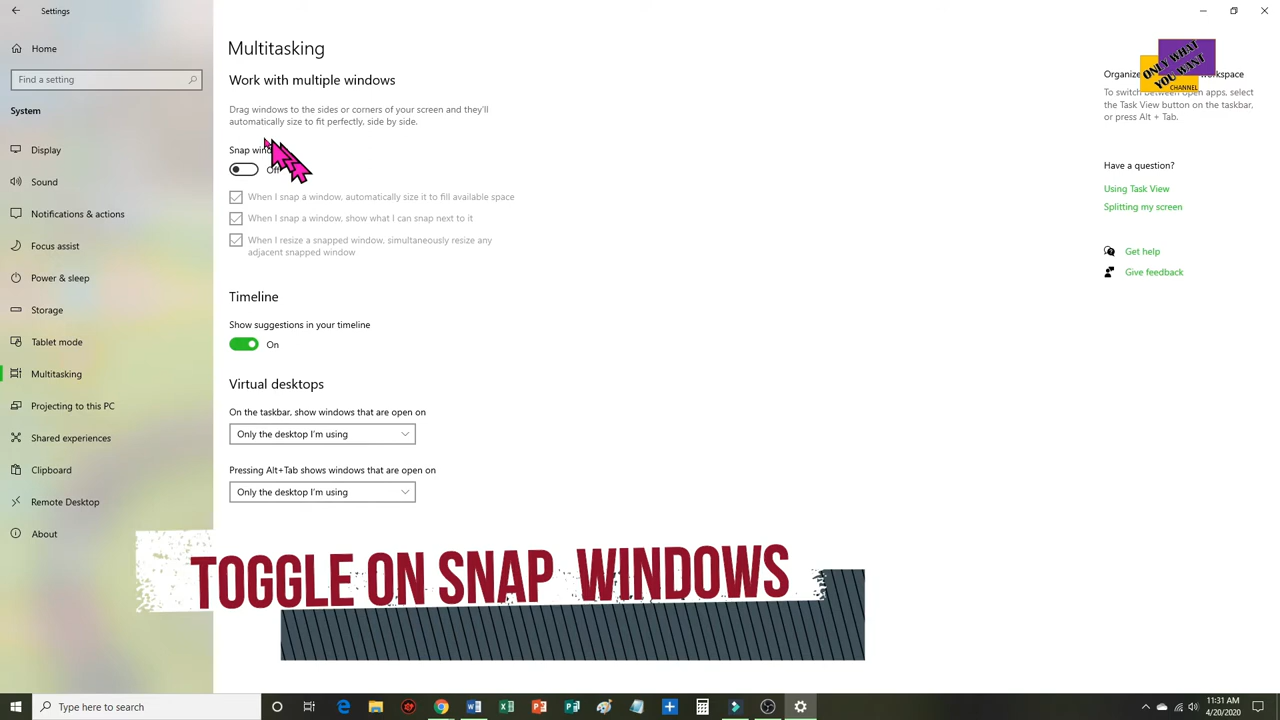 Settings
Home
Find a setting
System
Display
Sound
Notifications & actions
Focus assist
Power & sleep
Storage
Tablet mode
Multitasking
Projecting to this PC
Shared experiences
Clipboard
Remote Desktop
About
Multitasking
Work with multiple windows
Drag windows to the sides or corners of your screen and they'll
automatically size to fit perfectly, side by side.
Snap
When I snap a window, automatically size it to fill available space
When I snap a window, show what I can snap next to it
When I resize a snapped window, simultaneously resize any
adjacent snapped window
Timeline
Show suggestions in your timeline
On
Virtual desktops
On the taskbar, show windows that are open on
Only the desktop I'm using
Pressing Alt+Tab shows windows that are open on
Only the desktop I'm using
ONLY WHAT
YOU WANT
CHANNEL
Organize
To switch between open apps, select
the Task View button on the taskbar,
or press Alt + Tab.
Have a question?
Using Task View
Splitting my screen
Get help
Give feedback
TOGGLE ON SNAP WINDOWS
Type here to search
11:31 AM
4/20/2020